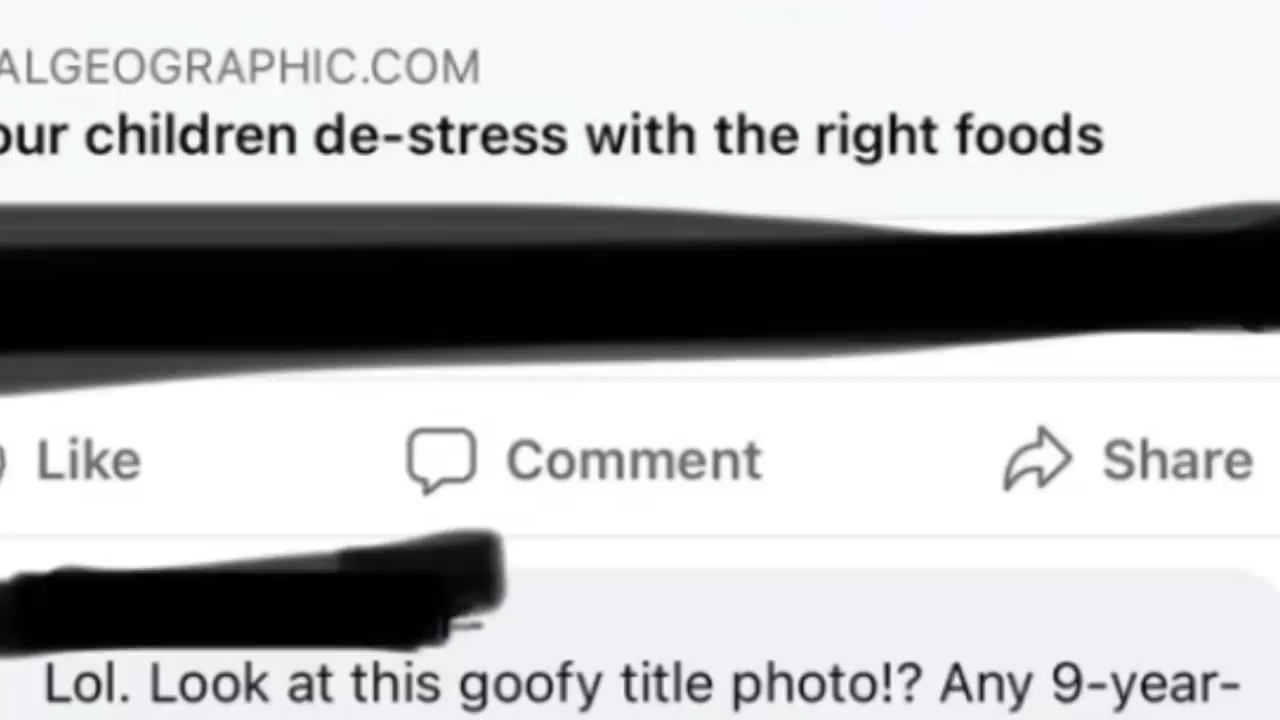 ALGEOGRAPHIC.COM
our children de-stress with the right foods
Like Comment Share
Lol. Look at this goofy title photo!? Any 9-year-